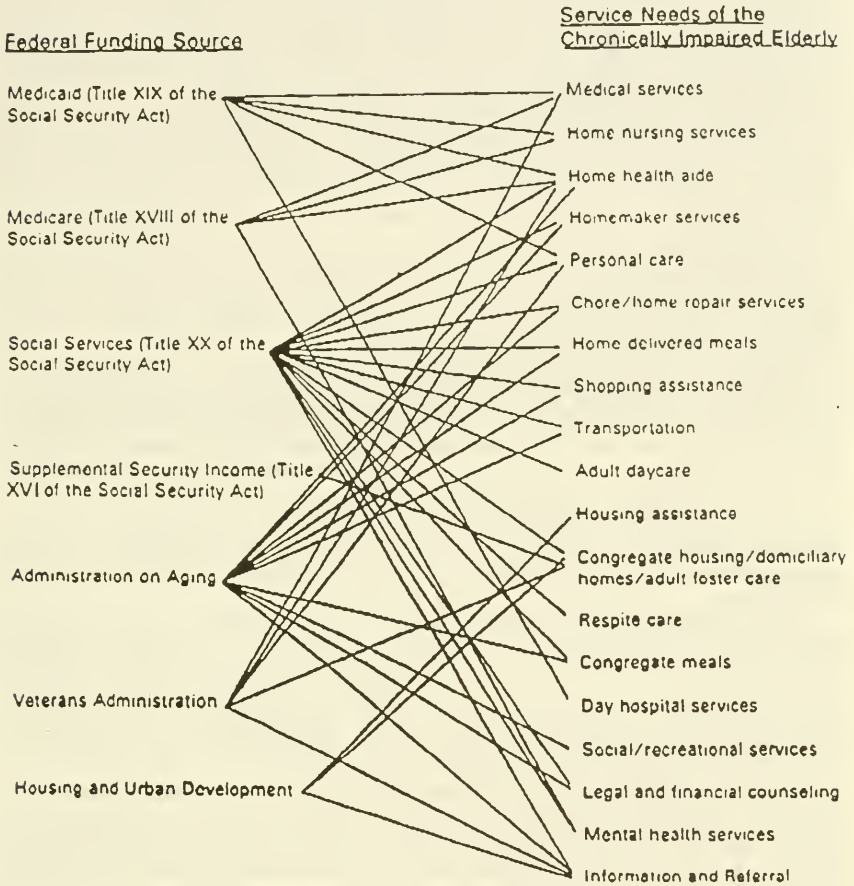 Federal Funding Source
Medicaid (Title XIX of the
Social Security Act)
Medicare (Title XVIII of the
Social Security Act)
Social Services (Title XX of the
Social Security Act)
Supplemental Security Income (Title
XVI of the Social Security Act)
Administration on Aging
Veterans Administration
Housing and Urban Development
Service Needs of the
Chronically Impaired Elderly
Medical services
Home nursing services
Home health aide
Homemaker services
Personal care
Chore/home repair services
Home delivered meals
Shopping assistance
Transportation
Adult daycare
Housing assistance
Congregate housing/domiciliary
homes/adult foster care
Respite care
Congregate meals
Day hospital services
Social/recreational services
Legal and financial counseling
Mental health services
Information and Referral